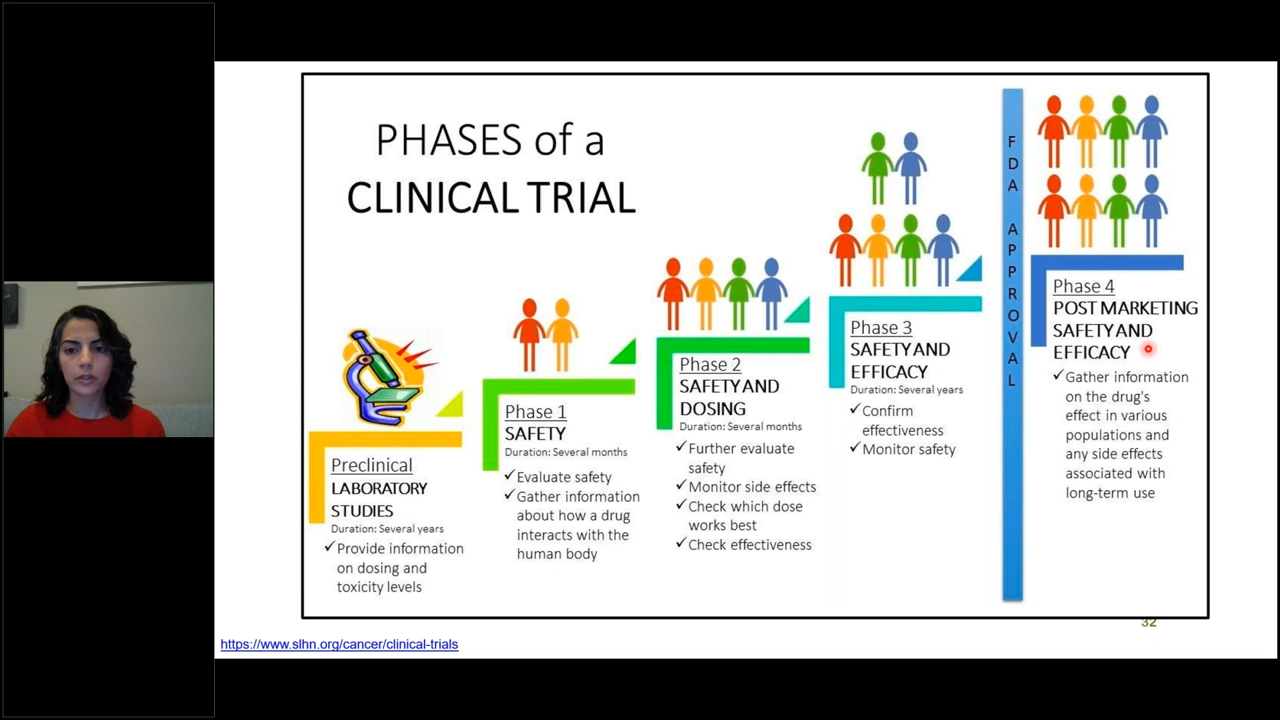 PHASES of a
CLINICAL TRIAL
Preclinical
LABORATORY
STUDIES
Duration: Several years
✓Provide information
on dosing and
toxicity levels
Phase 1
SAFETY
Duration: Several months
✓Evaluate safety
✓Gather information
about how a drug
interacts with the
human body
Phase 2
SAFETY AND
DOSING
Duration: Several months
✓Further evaluate
safety
✓Monitor side effects
✓Check which dose
works best
✓Check effectiveness
Phase 3
SAFETY AND
EFFICACY
Duration: Several years
✓Confirm
effectiveness
✓Monitor safety
FDA APPROVAL
Phase 4
POST MARKETING
SAFETY AND
EFFICACY
✓Gather information
on the drug's
effect in various
populations and
any side effects
associated with
long-term use
32
https://www.slhn.org/cancer/clinical-trials